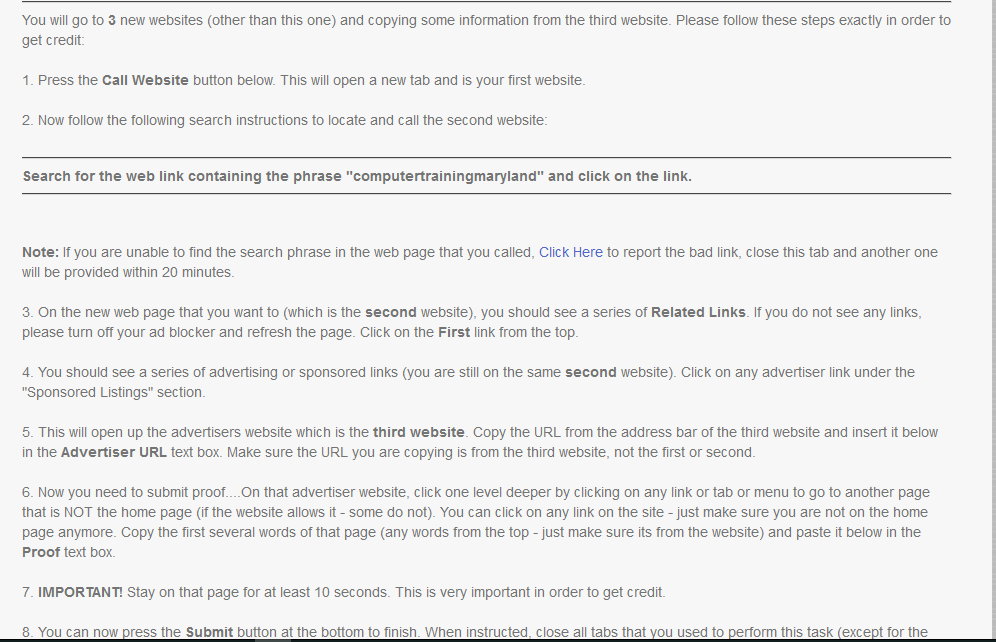 You will go to 3 new websites (other than this one) and copying some information from the third website. Please follow these steps exactly in order to
get credit:
1. Press the Call Website button below. This will open a new tab and is your first website.
2. Now follow the following search instructions to locate and call the second website:
Search for the web link containing the phrase "computertrainingmaryland" and click on the link.
Note: If you are unable to find the search phrase in the web page that you called, Click Here to report the bad link, close this tab and another one
will be provided within 20 minutes.
3. On the new web page that you want to (which is the second website), you should see a series of Related Links. If you do not see any links,
please turn off your ad blocker and refresh the page. Click on the First link from the top.
4. You should see a series of advertising or sponsored links (you are still on the same second website). Click on any advertiser link under the
"Sponsored Listings" section.
5. This will open up the advertisers website which is the third website. Copy the URL from the address bar of the third website and insert it below
in the Advertiser URL text box. Make sure the URL you are copying is from the third website, not the first or second.
6. Now you need to submit proof....On that advertiser website, click one level deeper by clicking on any link or tab or menu to go to another page
that is NOT the home page (if the website allows it - some do not). You can click on any link on the site - just make sure you are not on the home
page anymore. Copy the first several words of that page (any words from the top - just make sure its from the website) and paste it below in the
Proof text box.
7. IMPORTANT! Stay on that page for at least 10 seconds. This is very important in order to get credit.
8. You can now press the Submit button at the bottom to finish. When instructed, close all tabs that you used to perform this task (except for the